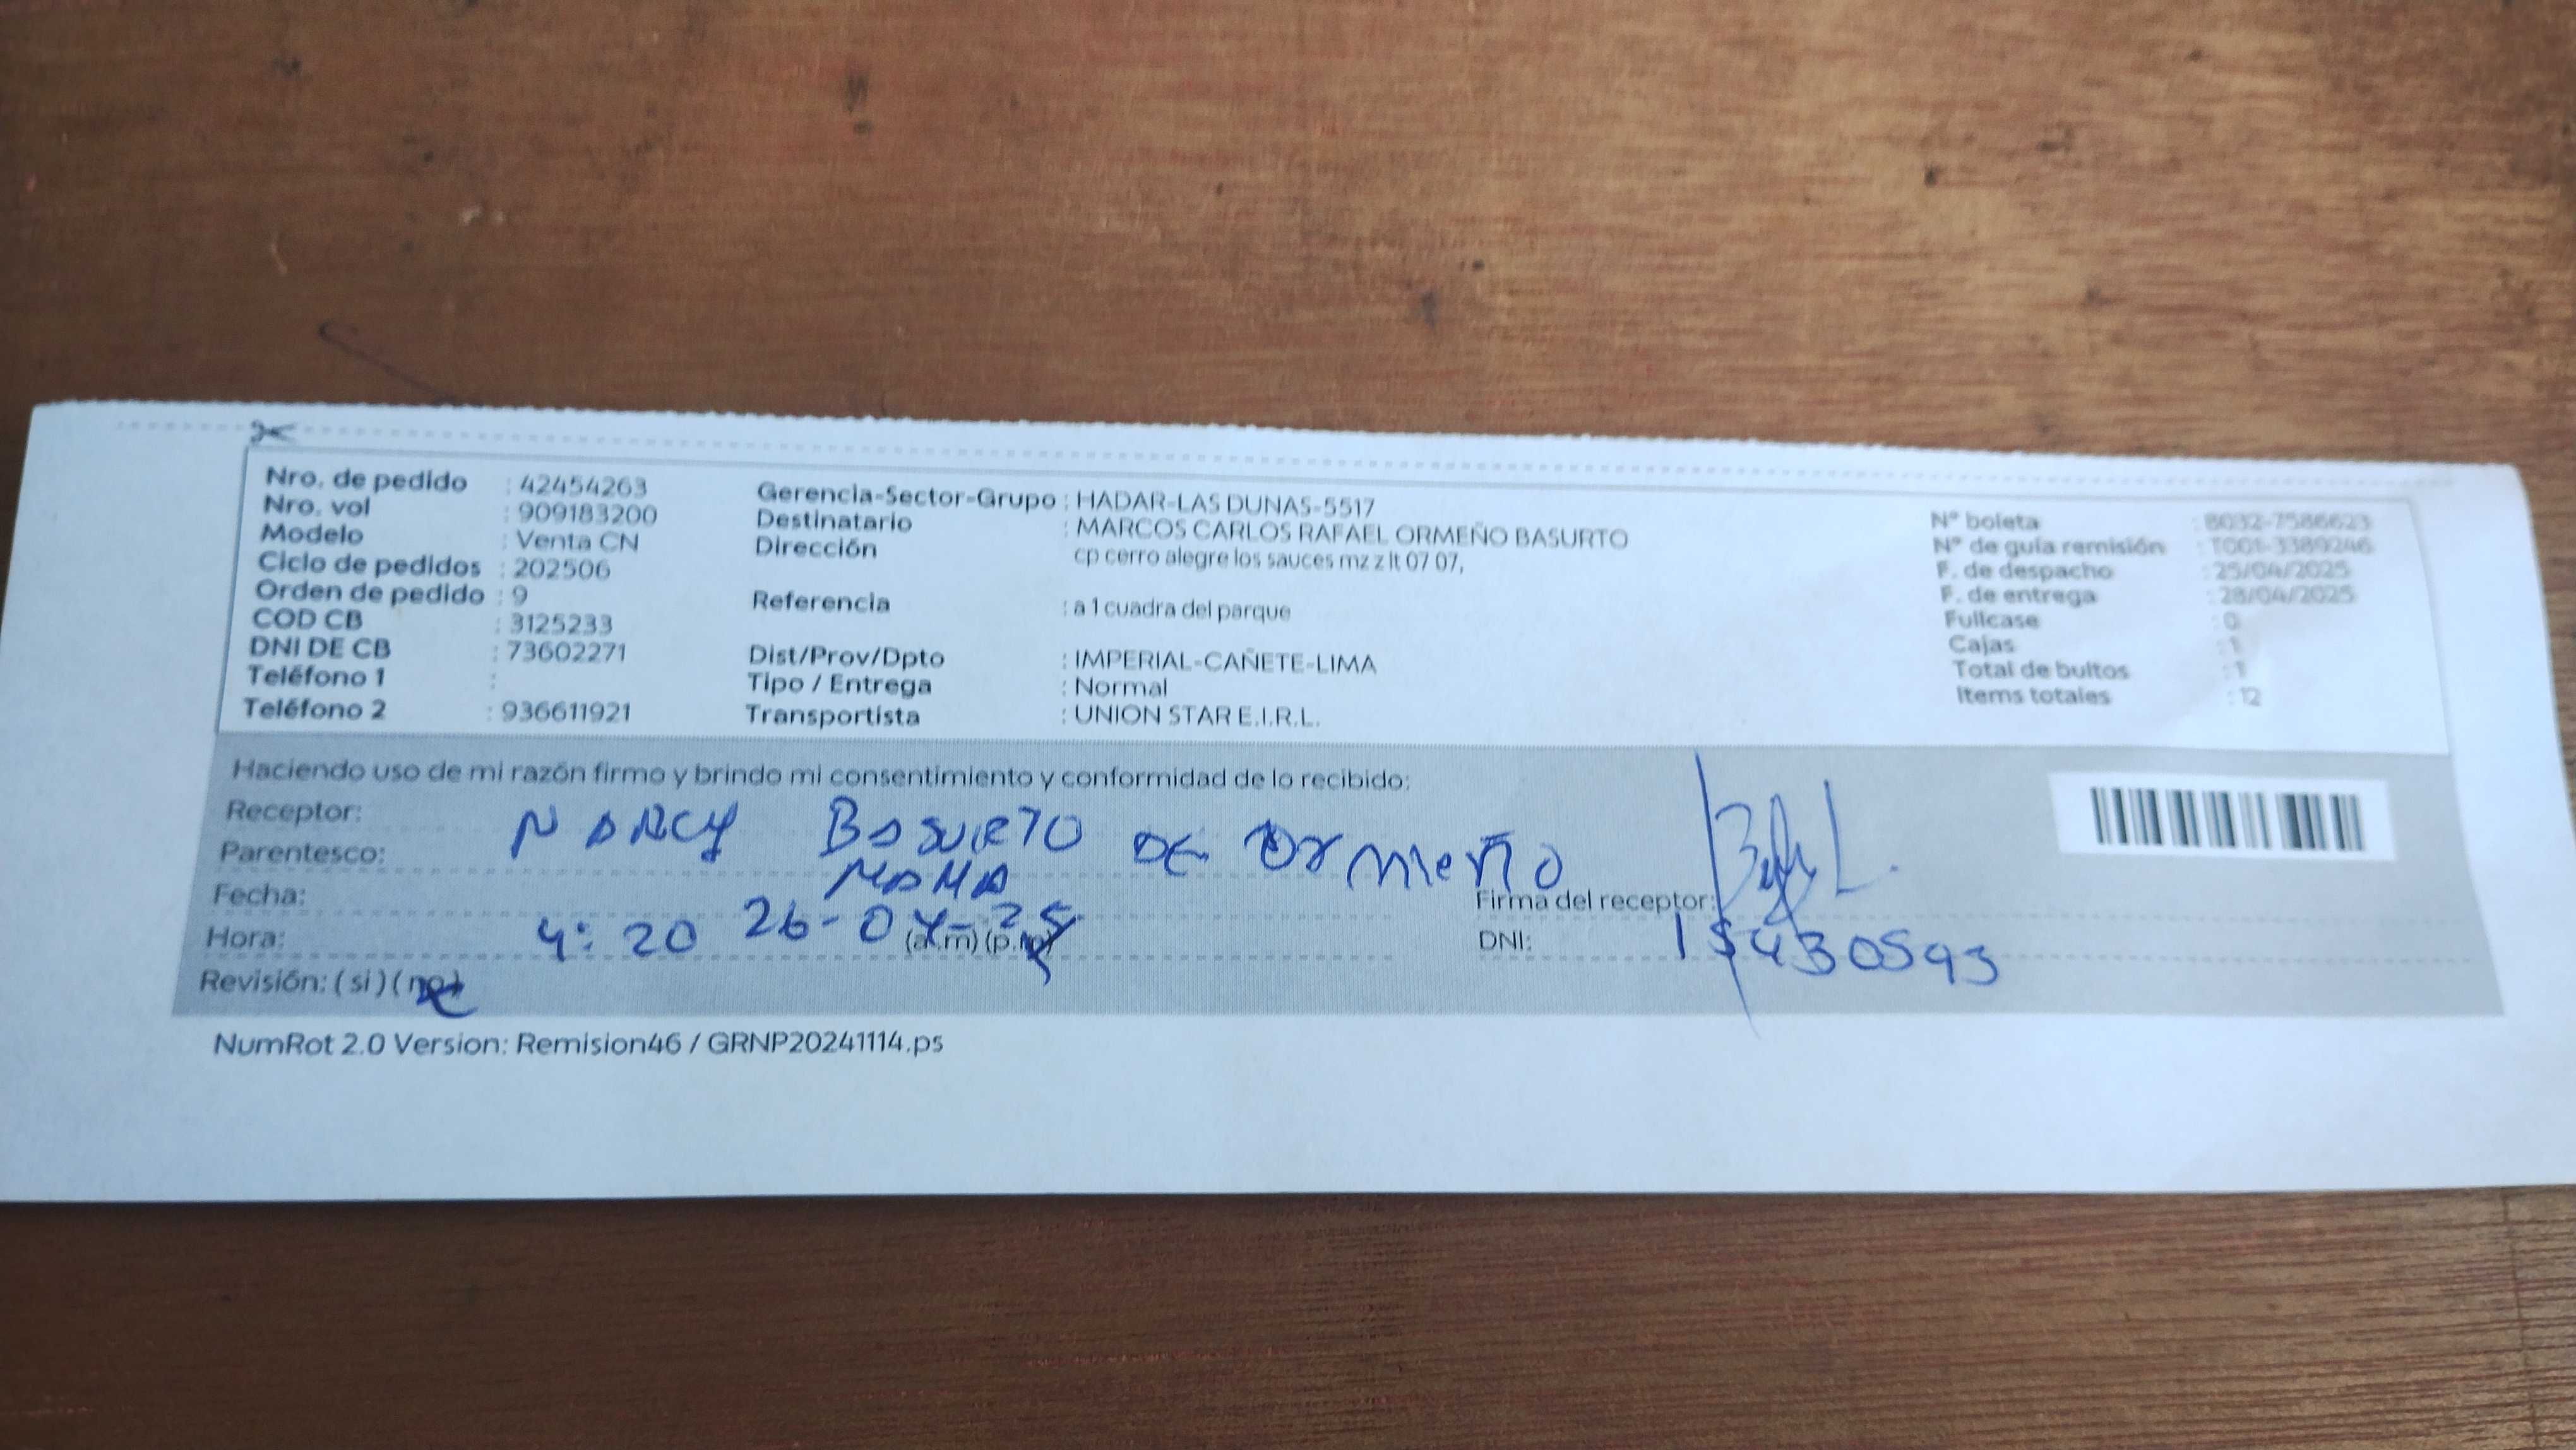 Nro. de pedido : 42454263
Nro. vol : 909183200
Modelo : Venta CN
Ciclo de pedidos : 202506
Orden de pedido : 9
COD CB : 3125233
DNI DE CB : 73602271
Teléfono 1 :
Teléfono 2 : 936611921
Gerencia-Sector-Grupo : HADAR-LAS DUNAS-5517
Destinatario : MARCOS CARLOS RAFAEL ORMEÑO BASURTO
Dirección cp cerro alegre los sauces mz z lt 07 07,
Referencia : a 1 cuadra del parque
Dist/Prov/Dpto : IMPERIAL-CAÑETE-LIMA
Tipo / Entrega : Normal
Transportista : UNION STAR E.I.R.L.
N° boleta : B032-7586623
N° de guía remisión : T001-3389246
F. de despacho : 25/04/2025
F. de entrega : 28/04/2025
Fullcase : 0
Cajas : 1
Total de bultos : 1
Items totales : 12
Haciendo uso de mi razón firmo y brindo mi consentimiento y conformidad de lo recibido:
Receptor: NANCY BASURTO DE ORMEÑO
Parentesco: MAMA
Fecha: 26-04-25
Firma del receptor:
Hora: 4:20 (a.m) (p.m)
DNI: 15430593
Revisión: ( si ) ( no )
NumRot 2.0 Version: Remision46 / GRNP20241114.ps